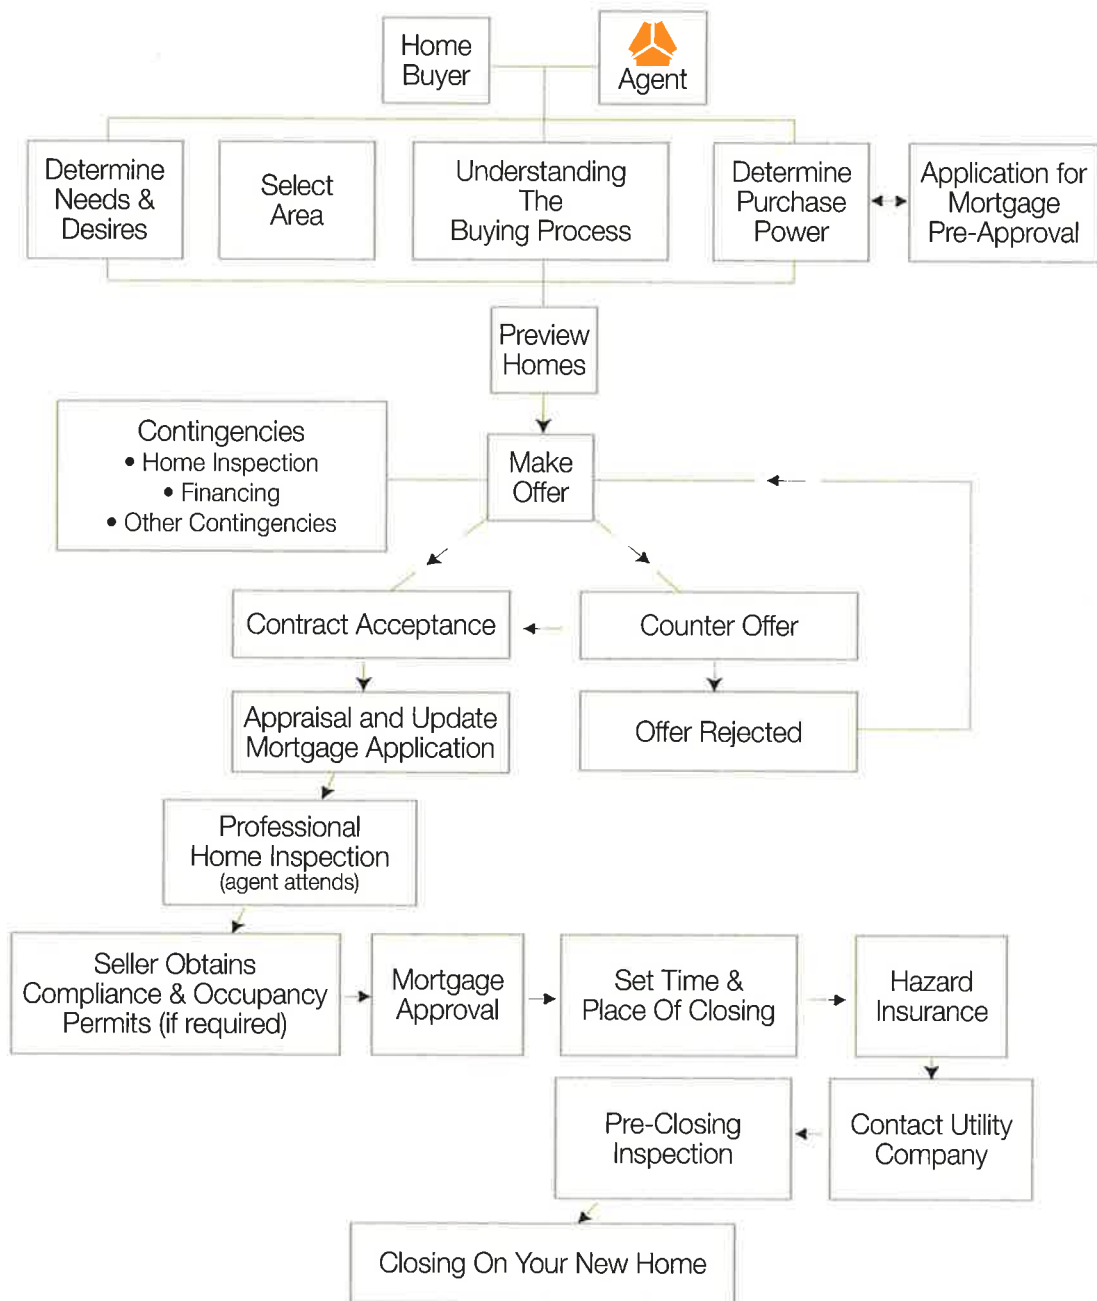 Home
Buyer
Agent
Determine
Needs &
Desires
Select
Area
Understanding
The
Buying Process
Determine
Purchase
Power
Application for
Mortgage
Pre-Approval
Preview
Homes
Contingencies
• Home Inspection
• Financing
• Other Contingencies
Make
Offer
Contract Acceptance
Counter Offer
Appraisal and Update
Mortgage Application
Offer Rejected
Professional
Home Inspection
(agent attends)
Seller Obtains
Compliance & Occupancy
Permits (if required)
Mortgage
Approval
Set Time &
Place Of Closing
Hazard
Insurance
Pre-Closing
Inspection
Contact Utility
Company
Closing On Your New Home